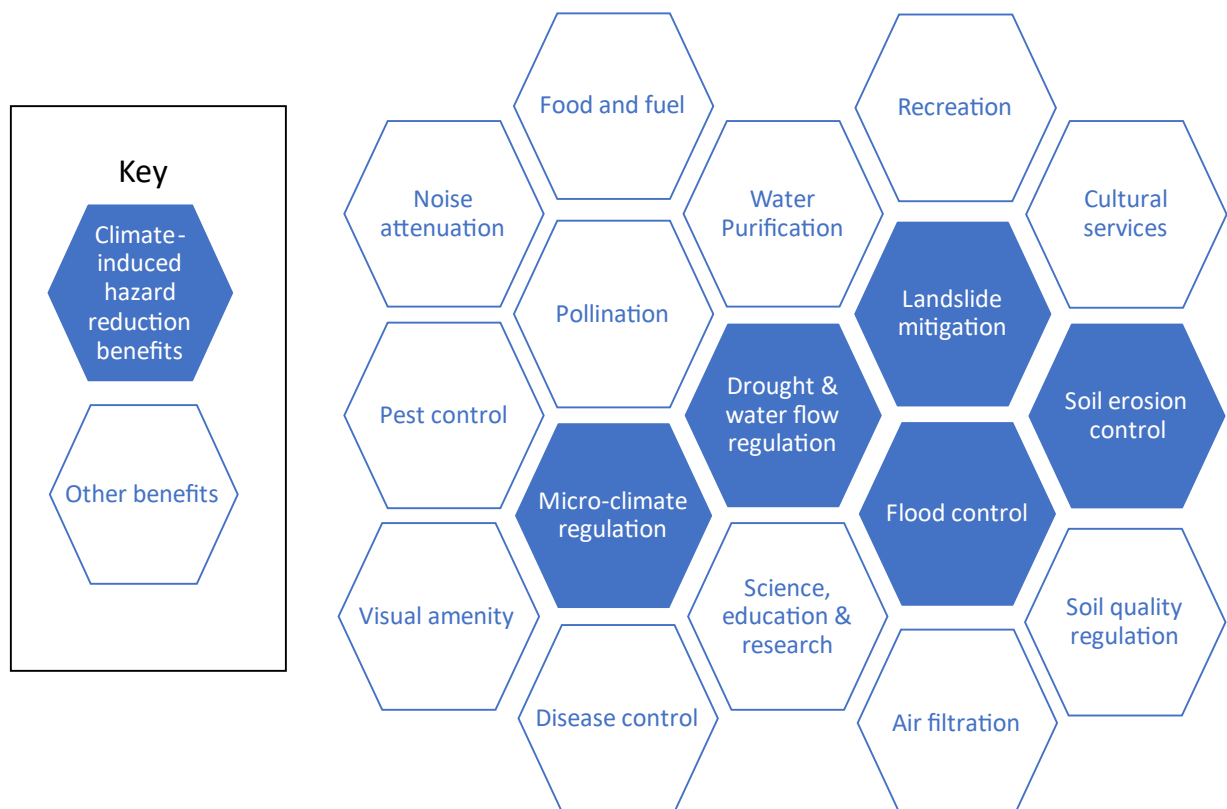 Key
Climate-
induced
hazard
reduction
benefits
Other benefits
Food and fuel
Recreation
Noise
attenuation
Water
Purification
Cultural
services
Pollination
Landslide
mitigation
Pest control
Drought &
water flow
regulation
Soil erosion
control
Micro-climate
regulation
Flood control
Visual amenity
Science,
education &
research
Soil quality
regulation
Disease control
Air filtration